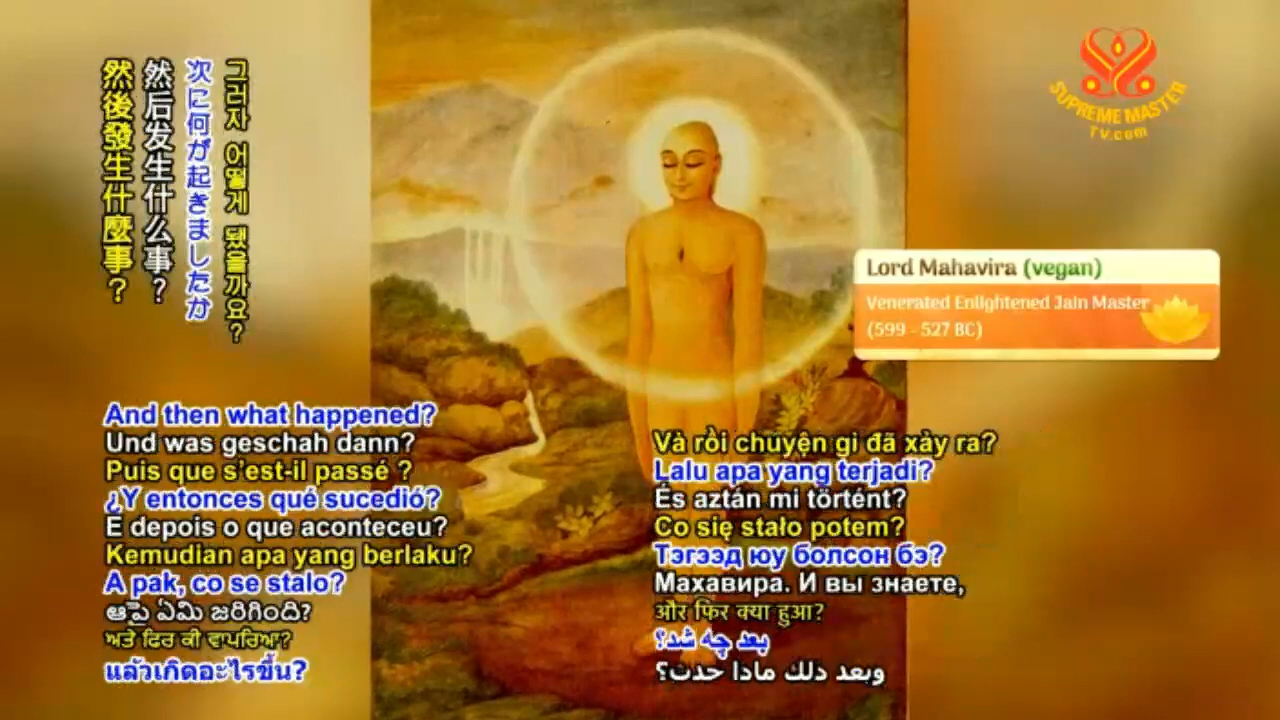 然後發生什麼事？
然后发生什么事？
次に何が起きましたか
그러자 어떻게 됐을까요?
SUPREME MASTER
TV.com
Lord Mahavira (vegan)
Venerated Enlightened Jain Master
(599 - 527 BC)
And then what happened?
Und was geschah dann?
Puis que s'est-il passé ?
¿Y entonces qué sucedió?
E depois o que aconteceu?
Kemudian apa yang berlaku?
A pak, co se stalo?
ఆపై ఏమి జరిగింది?
ਅਤੇ ਫਿਰ ਕੀ ਵਾਪਰਿਆ?
แล้วเกิดอะไรขึ้น?
Và rồi chuyện gì đã xảy ra?
Lalu apa yang terjadi?
És aztán mi történt?
Co się stało potem?
Тэгээд юу болсон бэ?
Махавира. И вы знаете,
और फिर क्या हुआ?
بعد چه شد؟
وبعد ذلك ماذا حدث؟